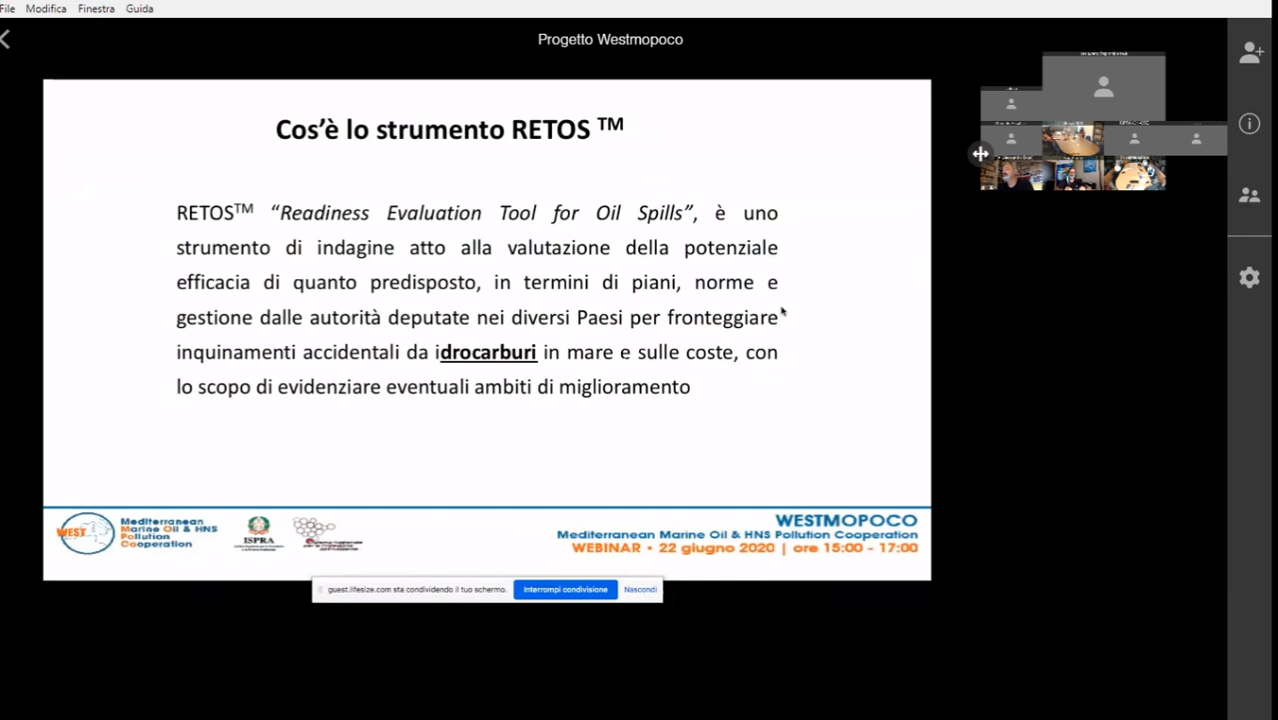 File Modifica Finestra Guida
Progetto Westmopoco
Cos’è lo strumento RETOS TM
RETOSTM “Readiness Evaluation Tool for Oil Spills”, è uno
strumento di indagine atto alla valutazione della potenziale
efficacia di quanto predisposto, in termini di piani, norme e
gestione dalle autorità deputate nei diversi Paesi per fronteggiare
inquinamenti accidentali da idrocarburi in mare e sulle coste, con
lo scopo di evidenziare eventuali ambiti di miglioramento
WEST
Mediterranean
Marine Oil & HNS
Pollution
Cooperation
ISPRA
WESTMOPOCO
Mediterranean Marine Oil & HNS Pollution Cooperation
WEBINAR • 22 giugno 2020 | ore 15:00 - 17:00
guest.lifesize.com sta condividendo il tuo schermo. Interrompi condivisione Nascondi